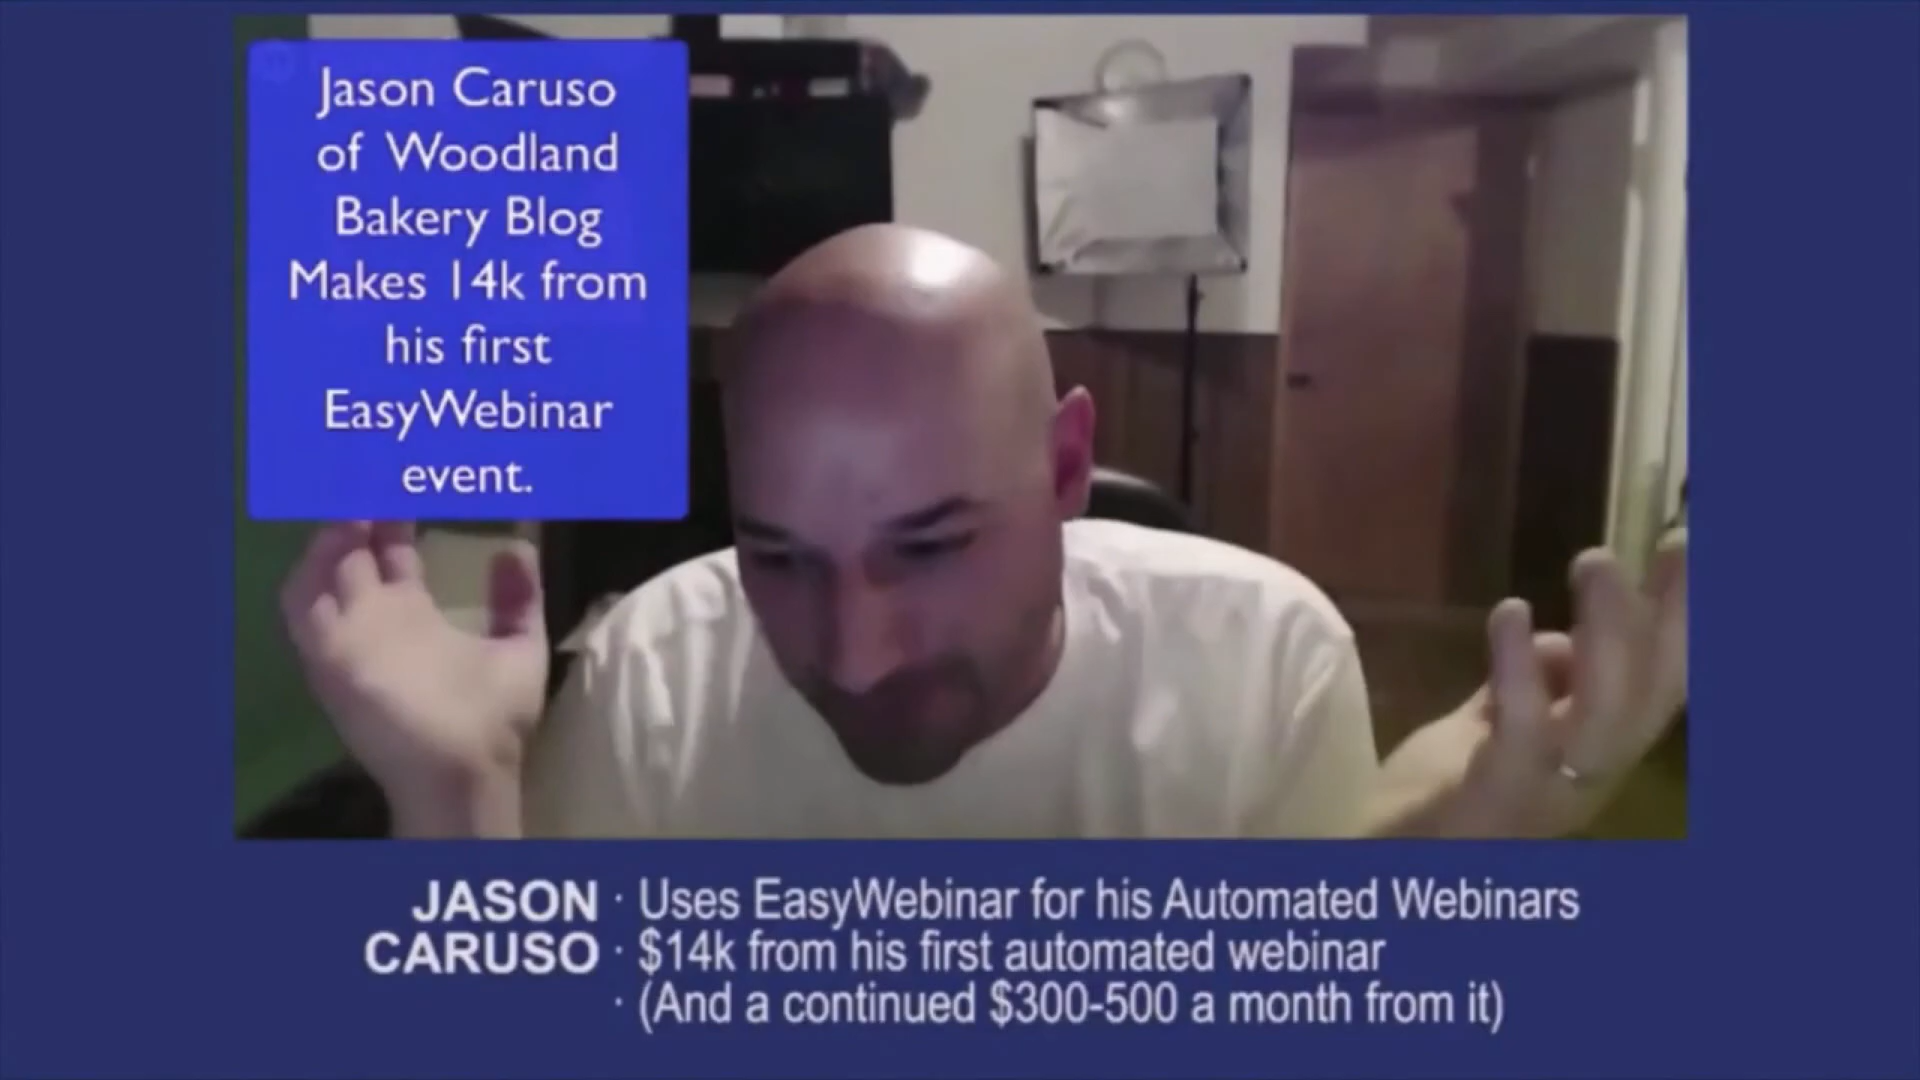 Jason Caruso
of Woodland
Bakery Blog
Makes 14k from
his first
EasyWebinar
event.
JASON
CARUSO
· Uses EasyWebinar for his Automated Webinars
· $14k from his first automated webinar
· (And a continued $300-500 a month from it)